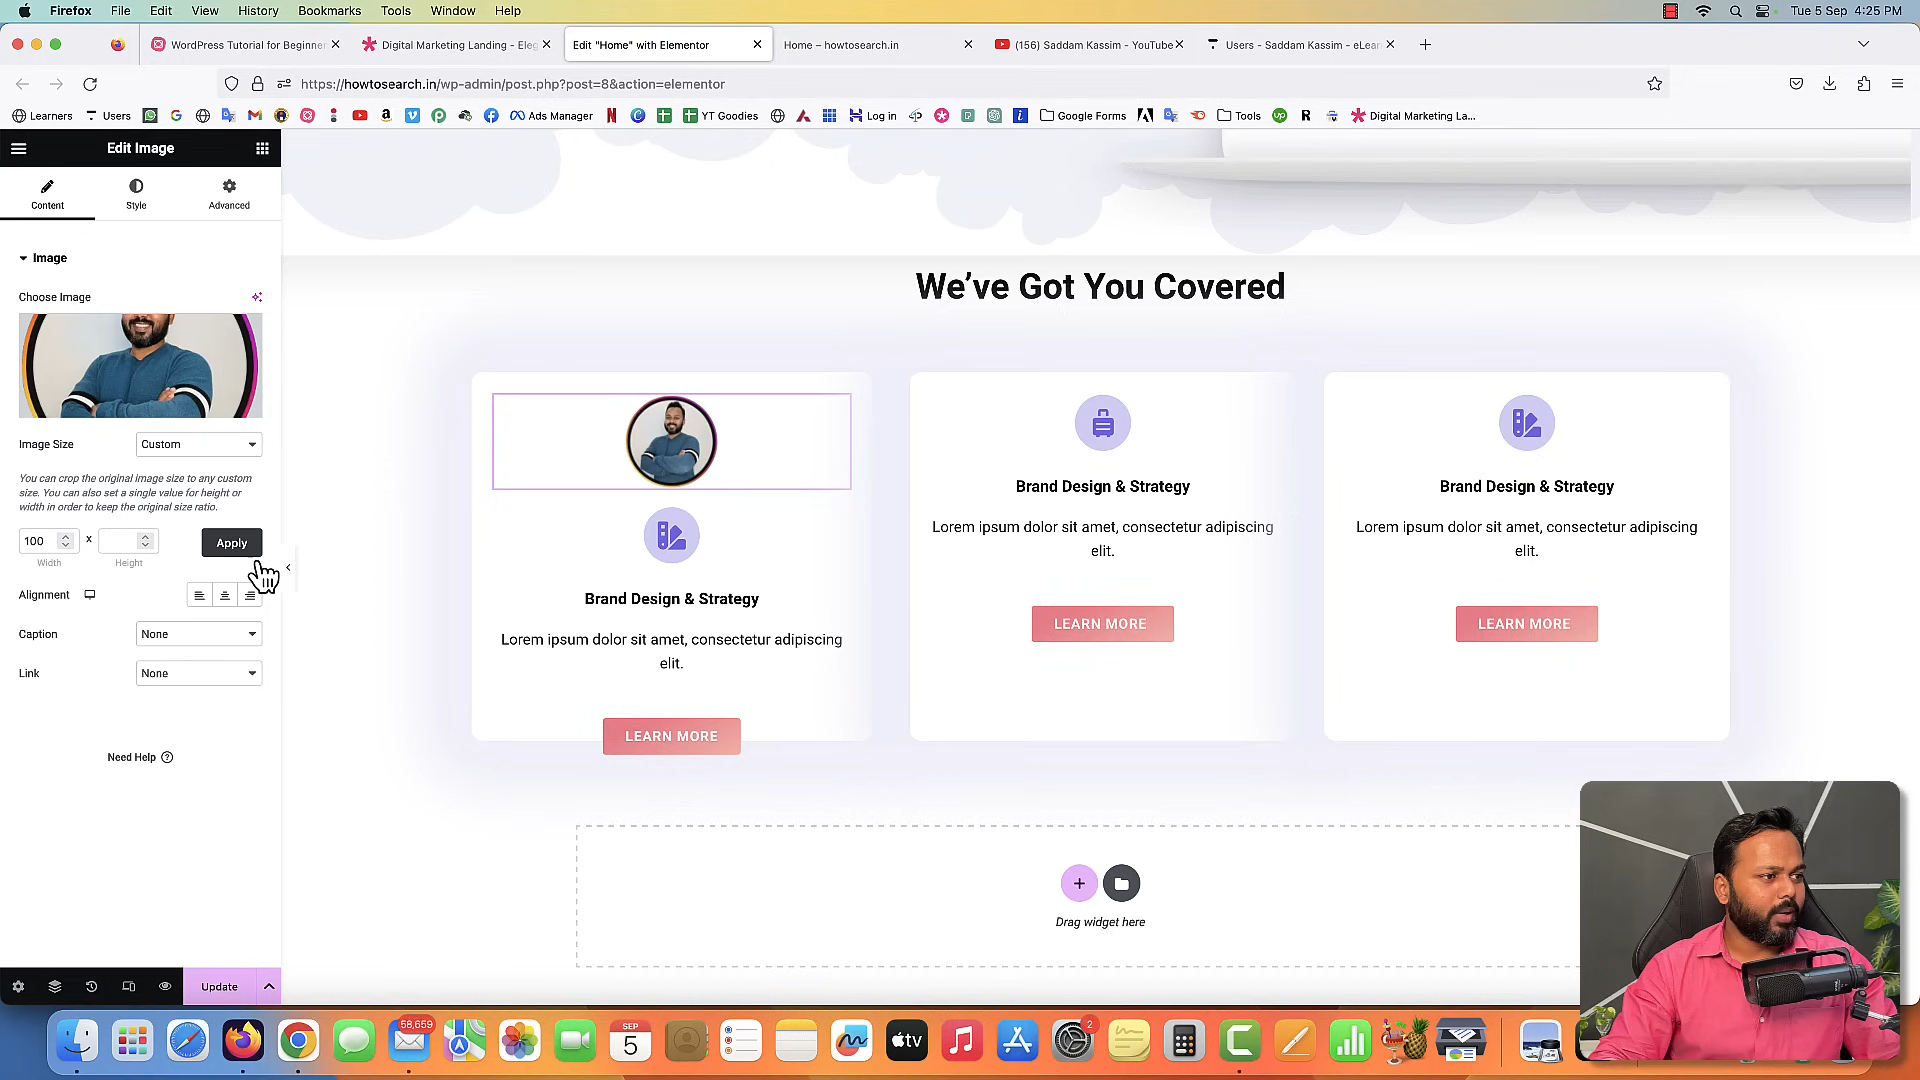 Firefox File Edit View History Bookmarks Tools Window Help Tue 5 Sep 4:25 PM
WordPress Tutorial for Beginner Digital Marketing Landing - Eleg Edit "Home" with Elementor Home – howtosearch.in (156) Saddam Kassim - YouTube Users - Saddam Kassim - eLear
https://howtosearch.in/wp-admin/post.php?post=8&action=elementor
Learners Users Ads Manager YT Goodies Log in Google Forms Tools Digital Marketing La...
Edit Image
Content Style Advanced
Image
Choose Image
Image Size Custom
You can crop the original image size to any custom
size. You can also set a single value for height or
width in order to keep the original size ratio.
100 x Apply
Width Height
Alignment
Caption None
Link None
Need Help
Update
We’ve Got You Covered
Brand Design & Strategy
Lorem ipsum dolor sit amet, consectetur adipiscing
elit.
LEARN MORE
Brand Design & Strategy
Lorem ipsum dolor sit amet, consectetur adipiscing
elit.
LEARN MORE
Brand Design & Strategy
Lorem ipsum dolor sit amet, consectetur adipiscing
elit.
LEARN MORE
Drag widget here
58,659
SEP
5
tv
2